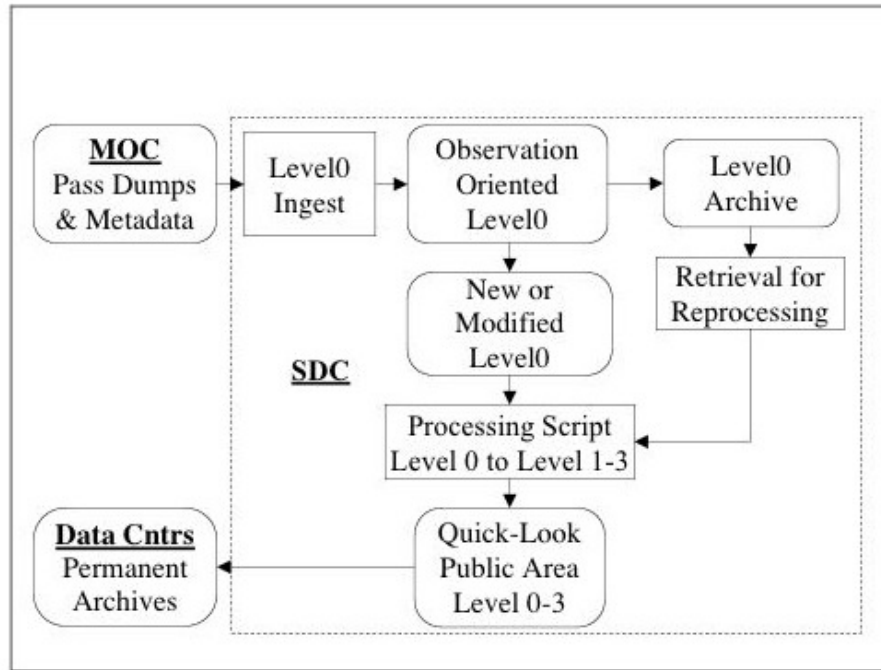 MOC
Pass Dumps
& Metadata
Level0
Ingest
Observation
Oriented
Level0
Level0
Archive
New or
Modified
Level0
Retrieval for
Reprocessing
SDC
Processing Script
Level 0 to Level 1-3
Data Cntrs
Permanent
Archives
Quick-Look
Public Area
Level 0-3